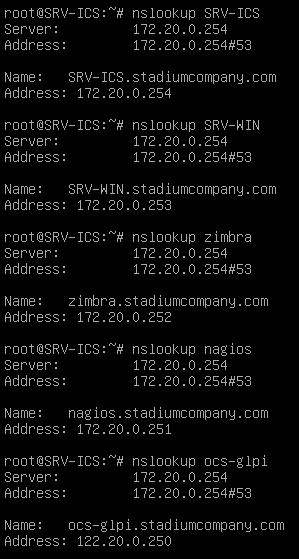 root@SRV-ICS:~# nslookup SRV-ICS
Server: 172.20.0.254
Address: 172.20.0.254#53
Name: SRV-ICS.stadiumcompany.com
Address: 172.20.0.254
root@SRV-ICS:~# nslookup SRV-WIN
Server: 172.20.0.254
Address: 172.20.0.254#53
Name: SRV-WIN.stadiumcompany.com
Address: 172.20.0.253
root@SRV-ICS:~# nslookup zimbra
Server: 172.20.0.254
Address: 172.20.0.254#53
Name: zimbra.stadiumcompany.com
Address: 172.20.0.252
root@SRV-ICS:~# nslookup nagios
Server: 172.20.0.254
Address: 172.20.0.254#53
Name: nagios.stadiumcompany.com
Address: 172.20.0.251
root@SRV-ICS:~# nslookup ocs-glpi
Server: 172.20.0.254
Address: 172.20.0.254#53
Name: ocs-glpi.stadiumcompany.com
Address: 122.20.0.250